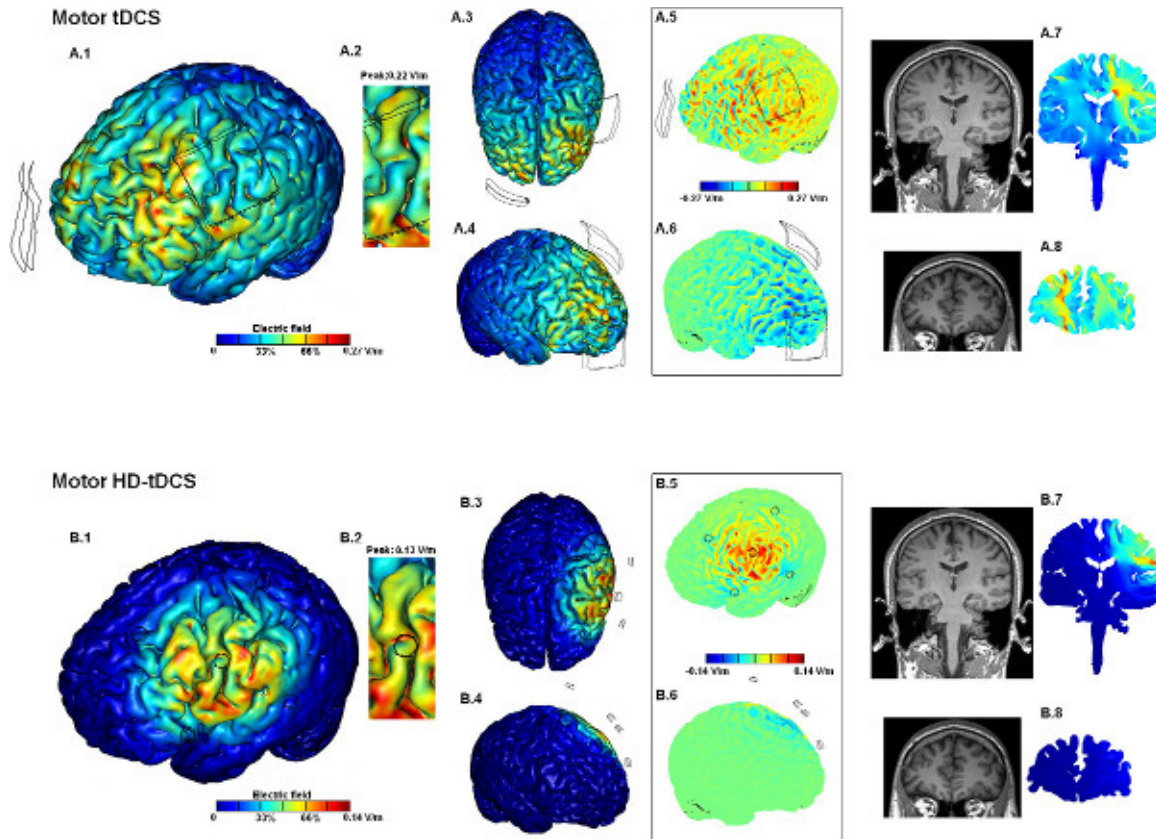 Motor tDCS
A.1
A.2
Peak:0.22 V/m
A.3
A.4
A.5
-0.27 V/m 0.27 V/m
A.6
A.7
A.8
Electric field
0 33% 66% 0.27 V/m
Motor HD-tDCS
B.1
B.2
Peak: 0.13 V/m
B.3
B.4
B.5
-0.14 V/m 0.14 V/m
B.6
B.7
B.8
Electric field
0 33% 66% 0.14 V/m